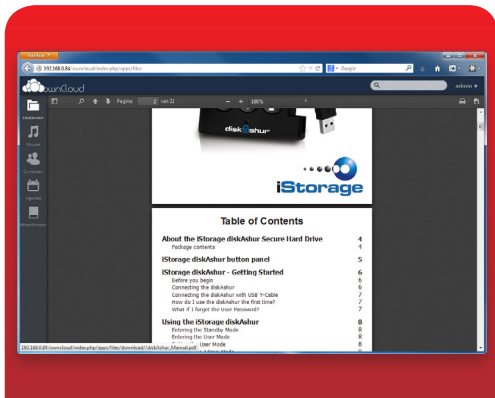 192.168.0.84/owncloud/index.php/apps/files
Google
ownCloud
admin
Pagina:
van 21
100%
diskAshur
iStorage
Table of Contents
About the iStorage diskAshur Secure Hard Drive 4
Package contents 4
iStorage diskAshur button panel 5
iStorage diskAshur - Getting Started 6
Before you begin 6
Connecting the diskAshur 6
Connecting the diskAshur with USB Y-Cable 7
How do I use the diskAshur the first time? 7
What if I forget the User Password? 7
Using the iStorage diskAshur 8
Entering the Standby Mode 8
Entering the User Mode 8
User Mode 8
192.168.0.84/owncloud/index.php/apps/files/download//diskAshur_Manual.pdf